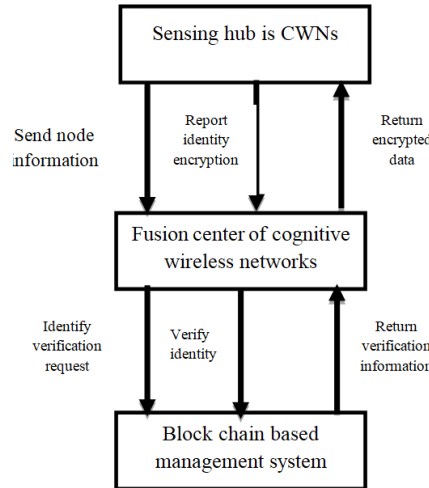 Sensing hub is CWNs
Send node
information
Report
identity
encryption
Return
encrypted
data
Fusion center of cognitive
wireless networks
Identify
verification
request
Verify
identity
Return
verification
information
Block chain based
management system